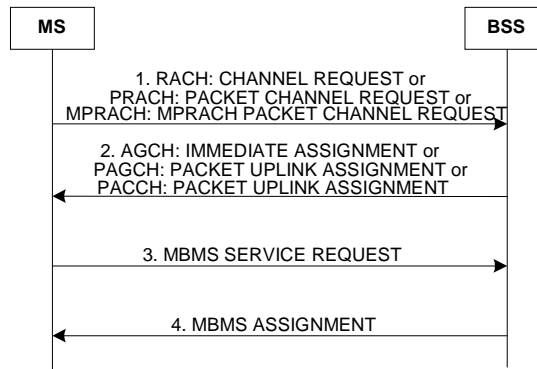 MS
BSS
1. RACH: CHANNEL REQUEST or
PRACH: PACKET CHANNEL REQUEST or
MPRACH: MPRACH PACKET CHANNEL REQUEST
2. AGCH: IMMEDIATE ASSIGNMENT or
PAGCH: PACKET UPLINK ASSIGNMENT or
PACCH: PACKET UPLINK ASSIGNMENT
3. MBMS SERVICE REQUEST
4. MBMS ASSIGNMENT